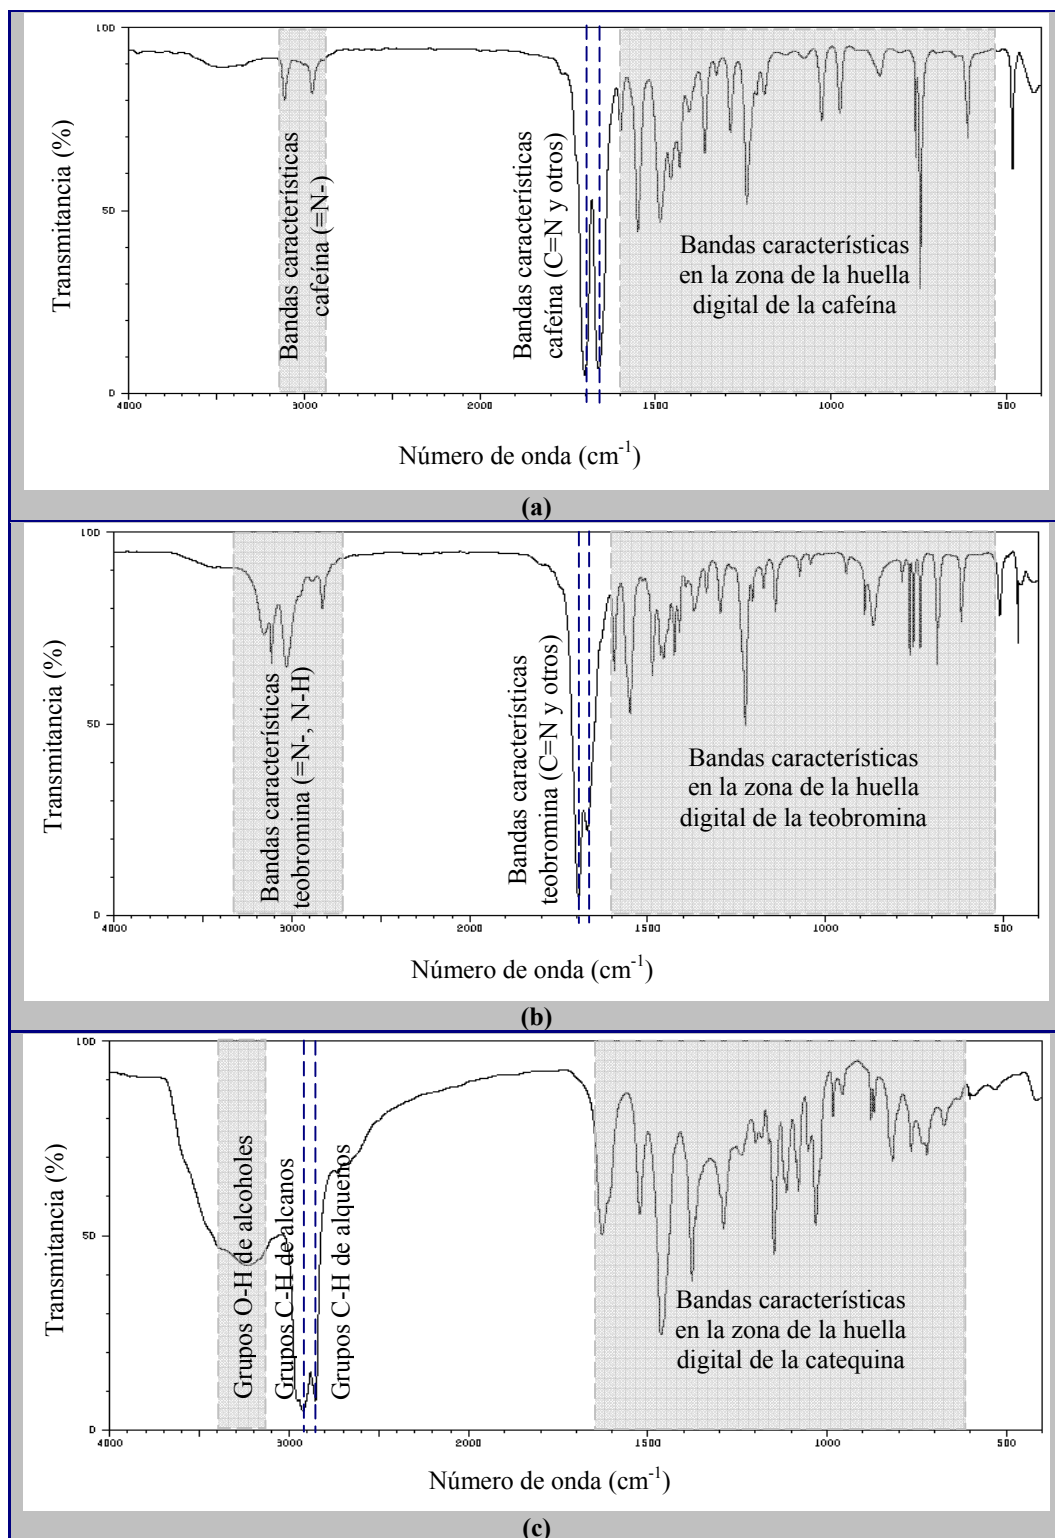 100
50
0
Transmitancia (%)
Bandas características
cafeína (=N-)
Bandas características
cafeína (C=N y otros)
Bandas características
en la zona de la huella
digital de la cafeína
4000
3000
2000
1500
1000
500
Número de onda (cm-1)
(a)
100
50
0
Transmitancia (%)
Bandas características
teobromina (=N-, N-H)
Bandas características
teobromina (C=N y otros)
Bandas características
en la zona de la huella
digital de la teobromina
4000
3000
2000
1500
1000
500
Número de onda (cm-1)
(b)
100
50
0
Transmitancia (%)
Grupos O-H de alcoholes
Grupos C-H de alcanos
Grupos C-H de alquenos
Bandas características
en la zona de la huella
digital de la catequina
4000
3000
2000
1500
1000
500
Número de onda (cm-1)
(c)